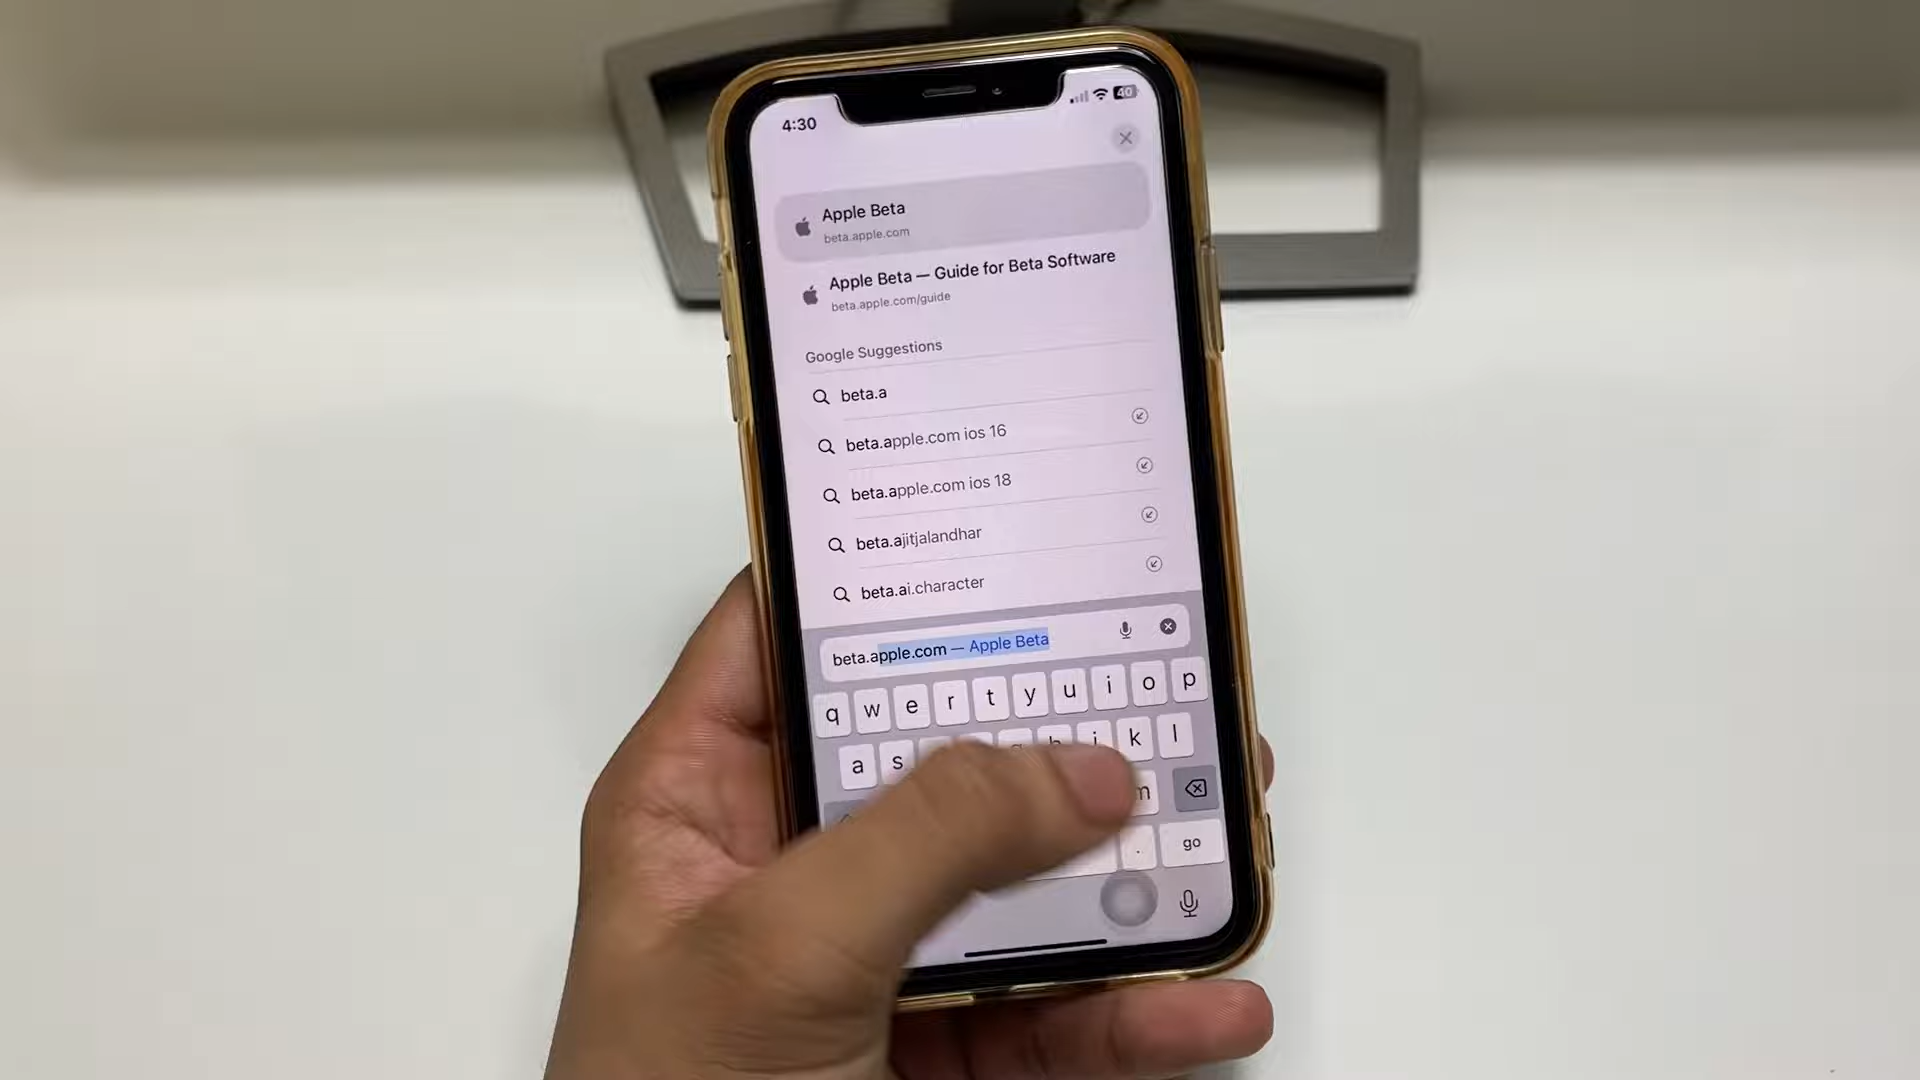 4:30
40
Apple Beta
beta.apple.com
Apple Beta — Guide for Beta Software
beta.apple.com/guide
Google Suggestions
beta.a
beta.apple.com ios 16
beta.apple.com ios 18
beta.ajitjalandhar
beta.ai.character
beta.apple.com — Apple Beta
q w e r t y u i o p
a s h j k l
m
. go